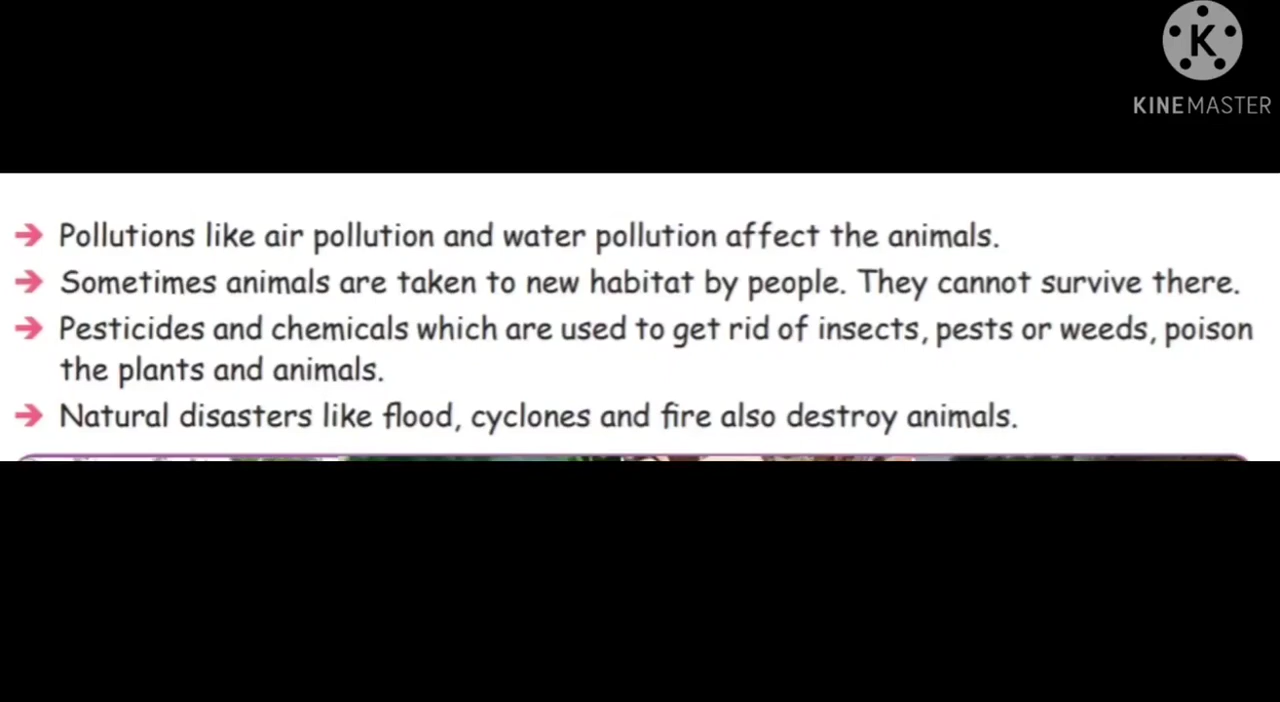 K
KINEMASTER
➔ Pollutions like air pollution and water pollution affect the animals.
➔ Sometimes animals are taken to new habitat by people. They cannot survive there.
➔ Pesticides and chemicals which are used to get rid of insects, pests or weeds, poison
the plants and animals.
➔ Natural disasters like flood, cyclones and fire also destroy animals.